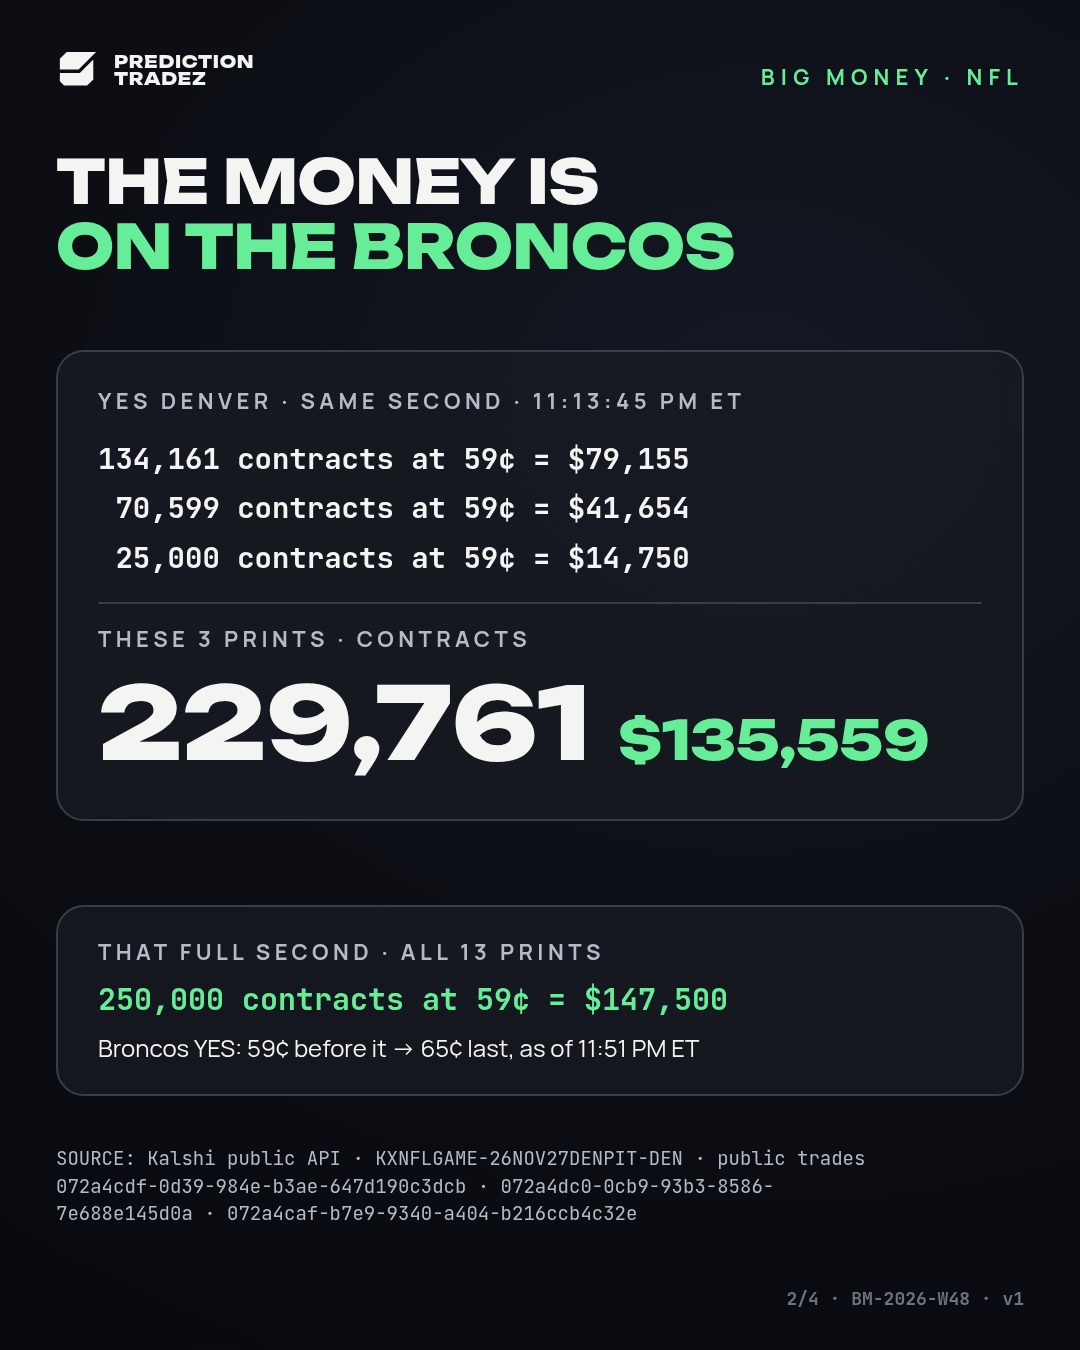 PREDICTION
TRADEZ
BIG MONEY · NFL
THE MONEY IS
ON THE BRONCOS
YES DENVER · SAME SECOND · 11:13:45 PM ET
134,161 contracts at 59¢ = $79,155
70,599 contracts at 59¢ = $41,654
25,000 contracts at 59¢ = $14,750
THESE 3 PRINTS · CONTRACTS
229,761 $135,559
THAT FULL SECOND · ALL 13 PRINTS
250,000 contracts at 59¢ = $147,500
Broncos YES: 59¢ before it → 65¢ last, as of 11:51 PM ET
SOURCE: Kalshi public API · KXNFLGAME-26NOV27DENPIT-DEN · public trades
072a4cdf-0d39-984e-b3ae-647d190c3dcb · 072a4dc0-0cb9-93b3-8586-
7e688e145d0a · 072a4caf-b7e9-9340-a404-b216ccb4c32e
2/4 · BM-2026-W48 · v1